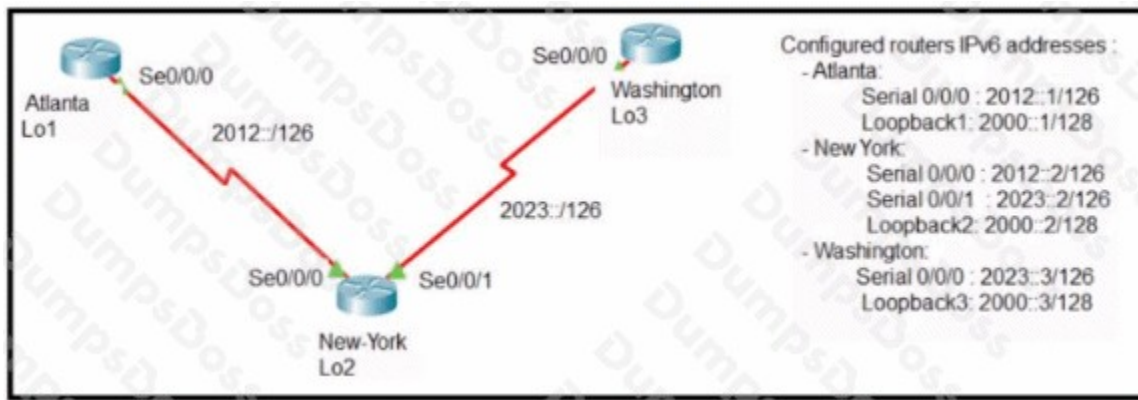 Se0/0/0
Atlanta
Lo1
2012::/126
Se0/0/0
Washington
Lo3
2023::/126
Se0/0/0
Se0/0/1
New-York
Lo2
Configured routers IPv6 addresses :
- Atlanta:
Serial 0/0/0 : 2012::1/126
Loopback1: 2000::1/128
- New York:
Serial 0/0/0 : 2012::2/126
Serial 0/0/1 : 2023::2/126
Loopback2: 2000::2/128
- Washington:
Serial 0/0/0 : 2023::3/126
Loopback3: 2000::3/128
DumpsDoss